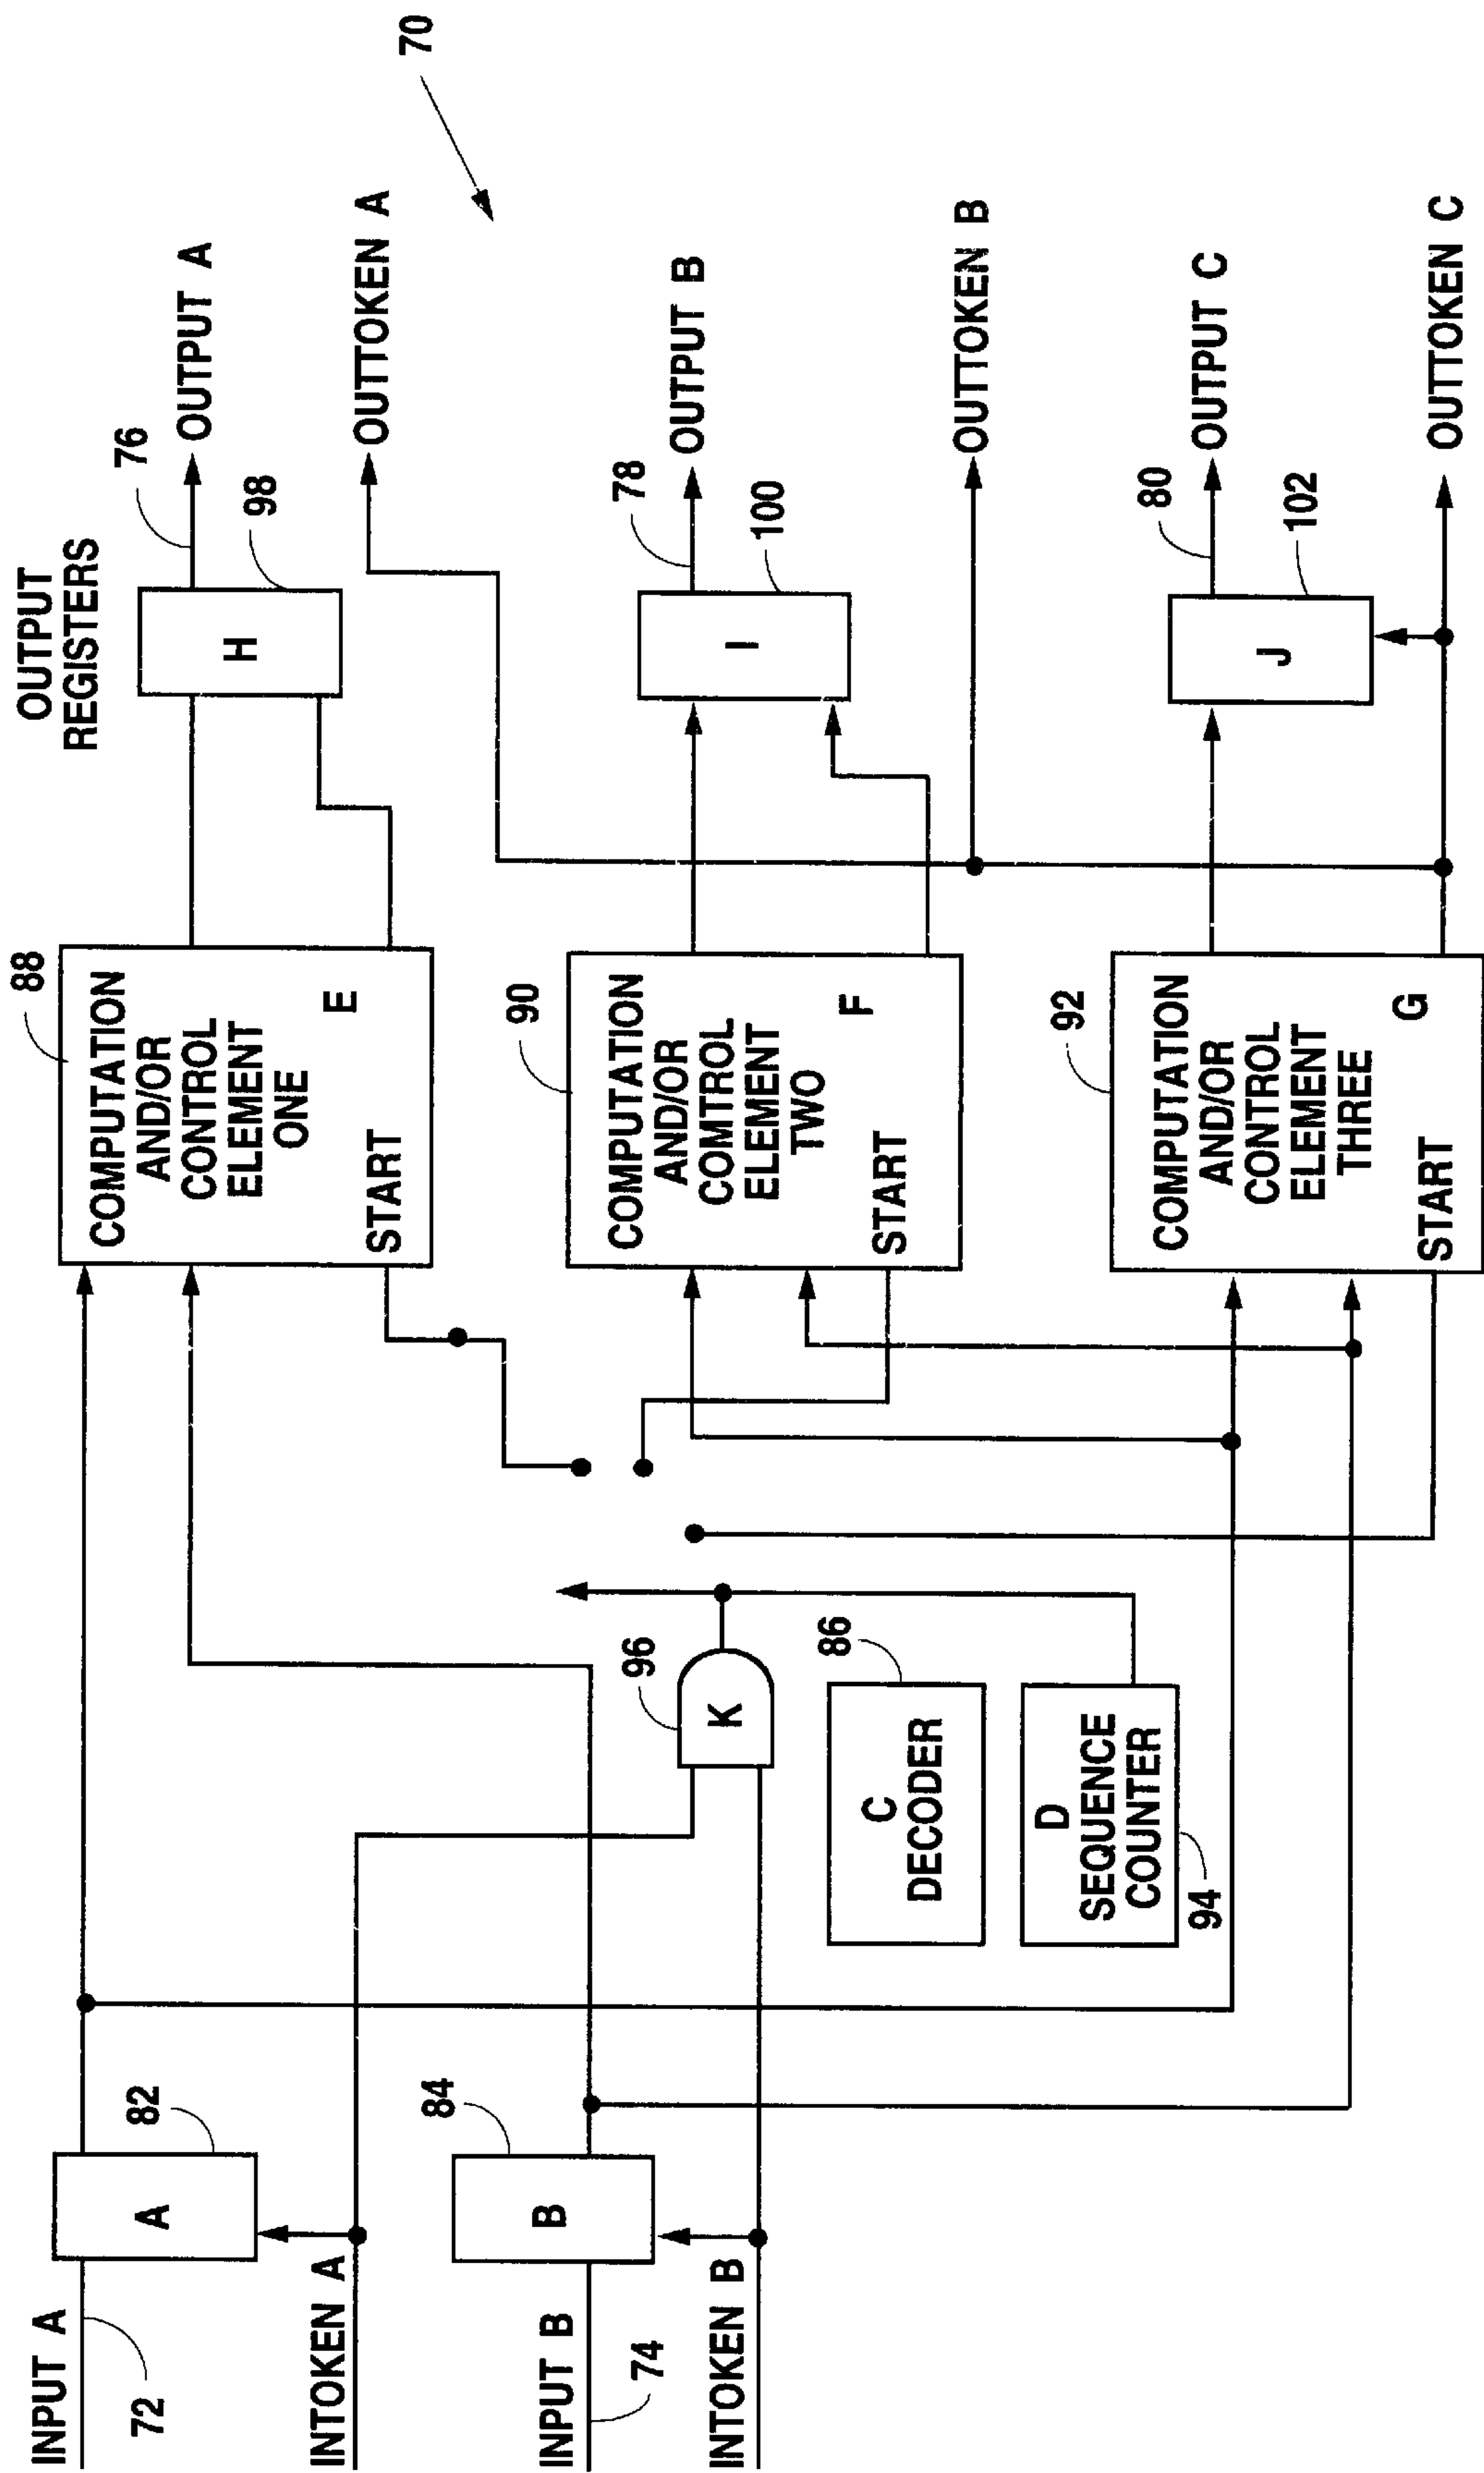 70
OUTPUT
REGISTERS
INPUT A
72
A
82
INTOKEN A
COMPUTATION
AND/OR
CONTROL
ELEMENT
ONE
E
START
88
H
98
76
OUTPUT A
OUTTOKEN A
INPUT B
74
B
84
INTOKEN B
K
96
COMPUTATION
AND/OR
COMTROL
ELEMENT
TWO
F
START
90
I
100
78
OUTPUT B
OUTTOKEN B
C
DECODER
86
D
SEQUENCE
COUNTER
94
COMPUTATION
AND/OR
CONTROL
ELEMENT
THREE
G
START
92
J
102
80
OUTPUT C
OUTTOKEN C